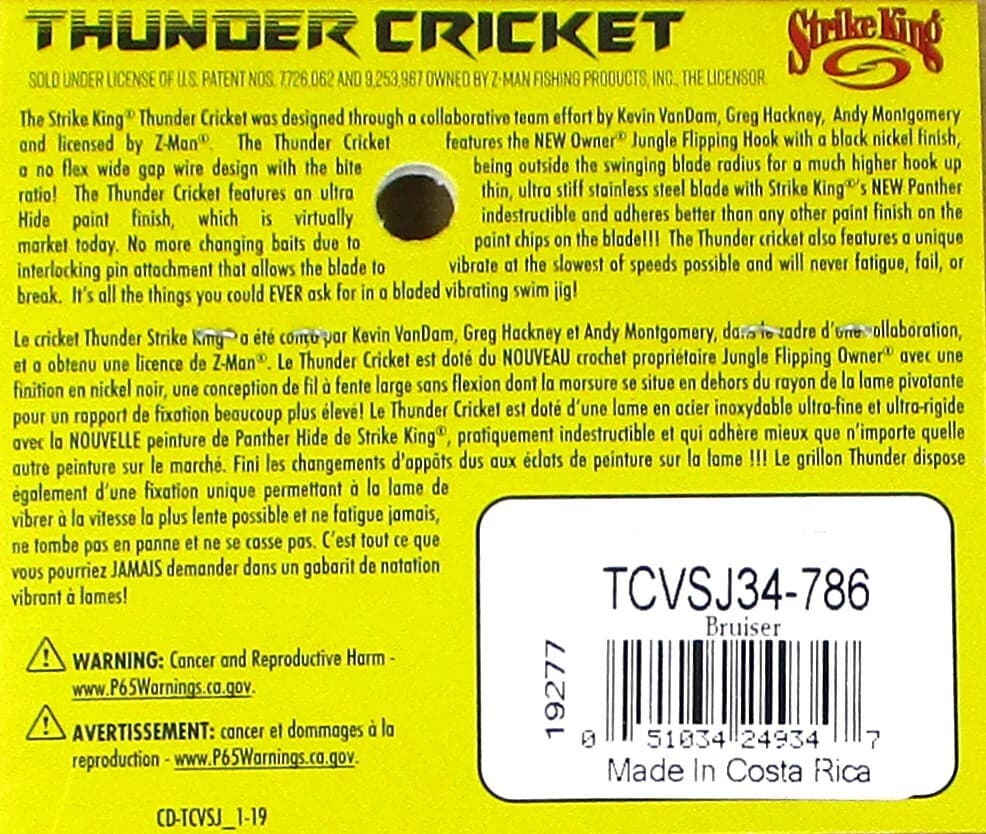 THUNDER CRICKET
Strike King
SOLD UNDER LICENSE OF U.S. PATENT NOS. 7,726,062 AND 9,253,967 OWNED BY Z-MAN FISHING PRODUCTS, INC., THE LICENSOR.
The Strike King® Thunder Cricket was designed through a collaborative team effort by Kevin VanDam, Greg Hackney, Andy Montgomery
and licensed by Z-Man®. The Thunder Cricket features the NEW Owner® Jungle Flipping Hook with a black nickel finish,
a no flex wide gap wire design with the bite being outside the swinging blade radius for a much higher hook up
ratio! The Thunder Cricket features an ultra thin, ultra stiff stainless steel blade with Strike King®'s NEW Panther
Hide paint finish, which is virtually indestructible and adheres better than any other paint finish on the
market today. No more changing baits due to paint chips on the blade!!! The Thunder cricket also features a unique
interlocking pin attachment that allows the blade to vibrate at the slowest of speeds possible and will never fatigue, fail, or
break. It's all the things you could EVER ask for in a bladed vibrating swim jig!
Le cricket Thunder Strike King® a été conçu par Kevin VanDam, Greg Hackney et Andy Montgomery, dans le cadre d'une collaboration,
et a obtenu une licence de Z-Man®. Le Thunder Cricket est doté du NOUVEAU crochet propriétaire Jungle Flipping Owner® avec une
finition en nickel noir, une conception de fil à fente large sans flexion dont la morsure se situe en dehors du rayon de la lame pivotante
pour un rapport de fixation beaucoup plus élevé! Le Thunder Cricket est doté d'une lame en acier inoxydable ultra-fine et ultra-rigide
avec la NOUVELLE peinture de Panther Hide de Strike King®, pratiquement indestructible et qui adhère mieux que n'importe quelle
autre peinture sur le marché. Fini les changements d'appâts dus aux éclats de peinture sur la lame !!! Le grillon Thunder dispose
également d'une fixation unique permettant à la lame de
vibrer à la vitesse la plus lente possible et ne fatigue jamais,
ne tombe pas en panne et ne se casse pas. C'est tout ce que
vous pourriez JAMAIS demander dans un gabarit de natation
vibrant à lames!
WARNING: Cancer and Reproductive Harm -
www.P65Warnings.ca.gov.
AVERTISSEMENT: cancer et dommages à la
reproduction - www.P65Warnings.ca.gov.
CD-TCVSJ_1-19
TCVSJ34-786
Bruiser
19277
0 51034 24934 7
Made In Costa Rica